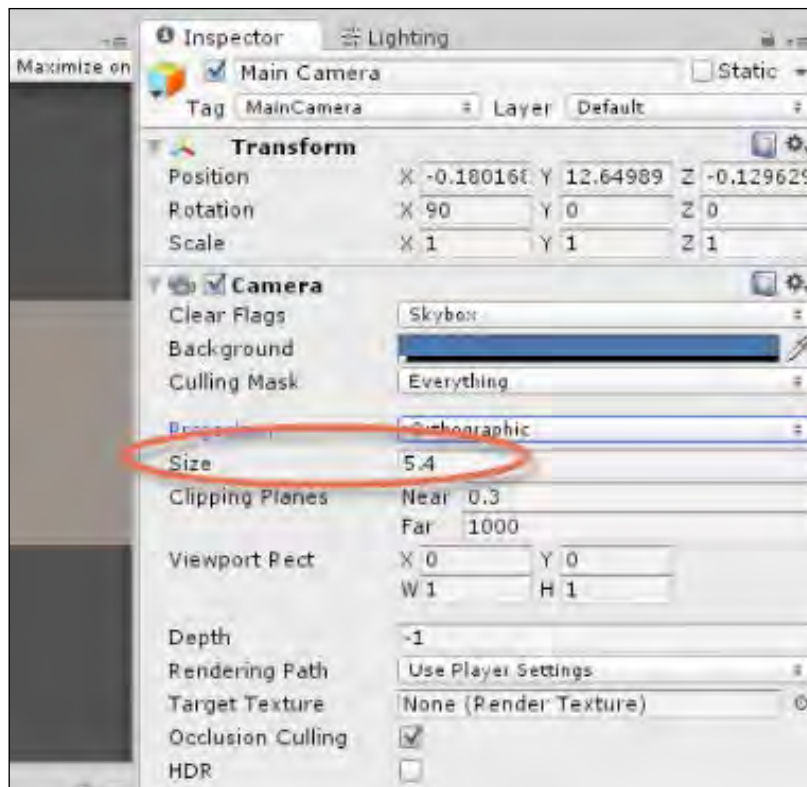 Inspector Lighting
Maximize on
Main Camera Static
Tag MainCamera Layer Default
Transform
Position X -0.180168 Y 12.64989 Z -0.129629
Rotation X 90 Y 0 Z 0
Scale X 1 Y 1 Z 1
Camera
Clear Flags Skybox
Background
Culling Mask Everything
Projection Orthographic
Size 5.4
Clipping Planes Near 0.3
Far 1000
Viewport Rect X 0 Y 0
W 1 H 1
Depth -1
Rendering Path Use Player Settings
Target Texture None (Render Texture)
Occlusion Culling
HDR